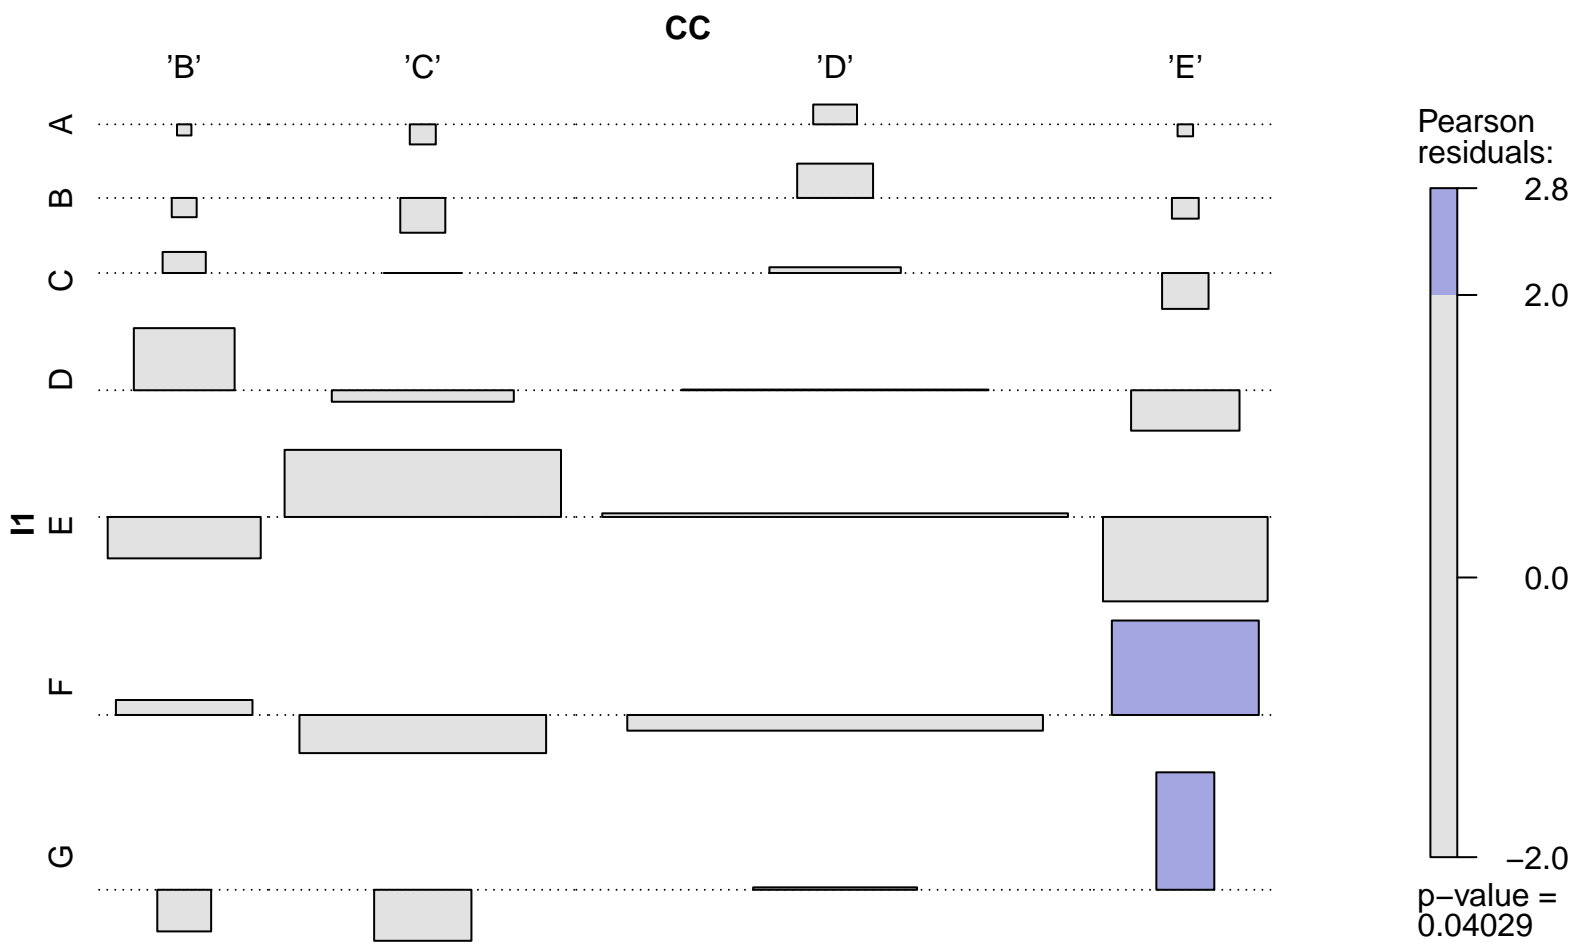 CC
’B’ ’C’ ’D’ ’E’
I1
A
B
C
D
E
F
G
Pearson
residuals:
2.8
2.0
0.0
−2.0
p−value =
0.04029